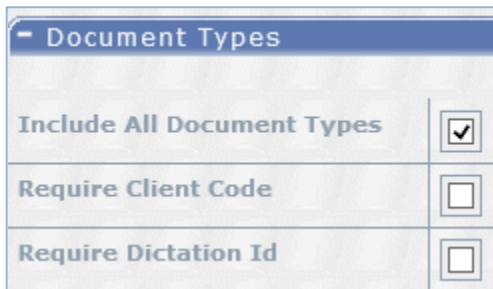 - Document Types
Include All Document Types
Require Client Code
Require Dictation Id